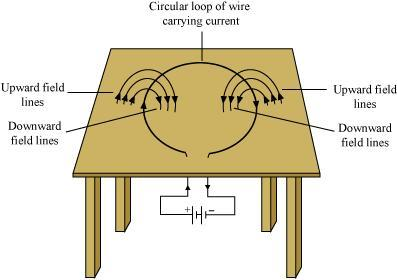 Circular loop of wire
carrying current
Upward field
lines
Downward
field lines
Upward field
lines
Downward
field lines
+ −